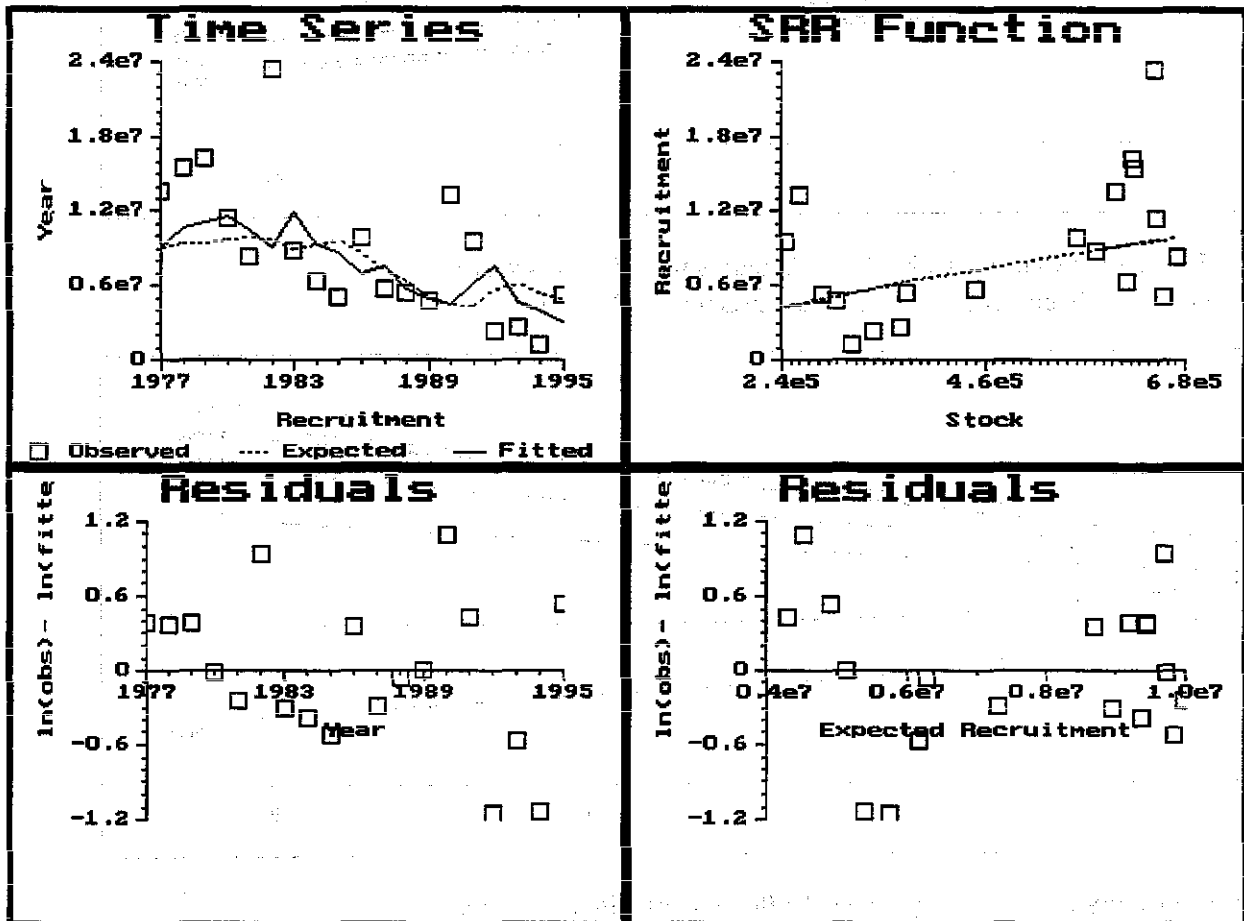 Time Series
2.4e7
1.8e7
1.2e7
0.6e7
0
Year
1977 1983 1989 1995
Recruitment
Observed Expected Fitted
SRR Function
2.4e7
1.8e7
1.2e7
0.6e7
0
Recruitment
2.4e5 4.6e5 6.8e5
Stock
Residuals
1.2
0.6
0
-0.6
-1.2
ln(obs)- ln(fitte
1977 1983 1989 1995
Year
Residuals
1.2
0.6
0
-0.6
-1.2
ln(obs)- ln(fitte
0.4e7 0.6e7 0.8e7 1.0e7
Expected Recruitment